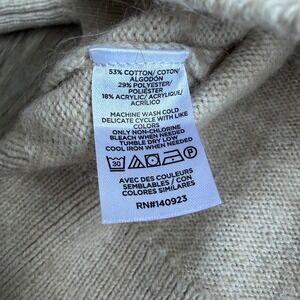 53% COTTON/ COTON/
ALGODÓN
29% POLYESTER/
POLIÉSTER
18% ACRYLIC/ ACRYLIQUE/
ACRÍLICO
MACHINE WASH COLD
DELICATE CYCLE WITH LIKE
COLORS
ONLY NON-CHLORINE
BLEACH WHEN NEEDED
TUMBLE DRY LOW
COOL IRON WHEN NEEDED
30 P
AVEC DES COULEURS
SEMBLABLES / CON
COLORES SIMILARES
RN#140923